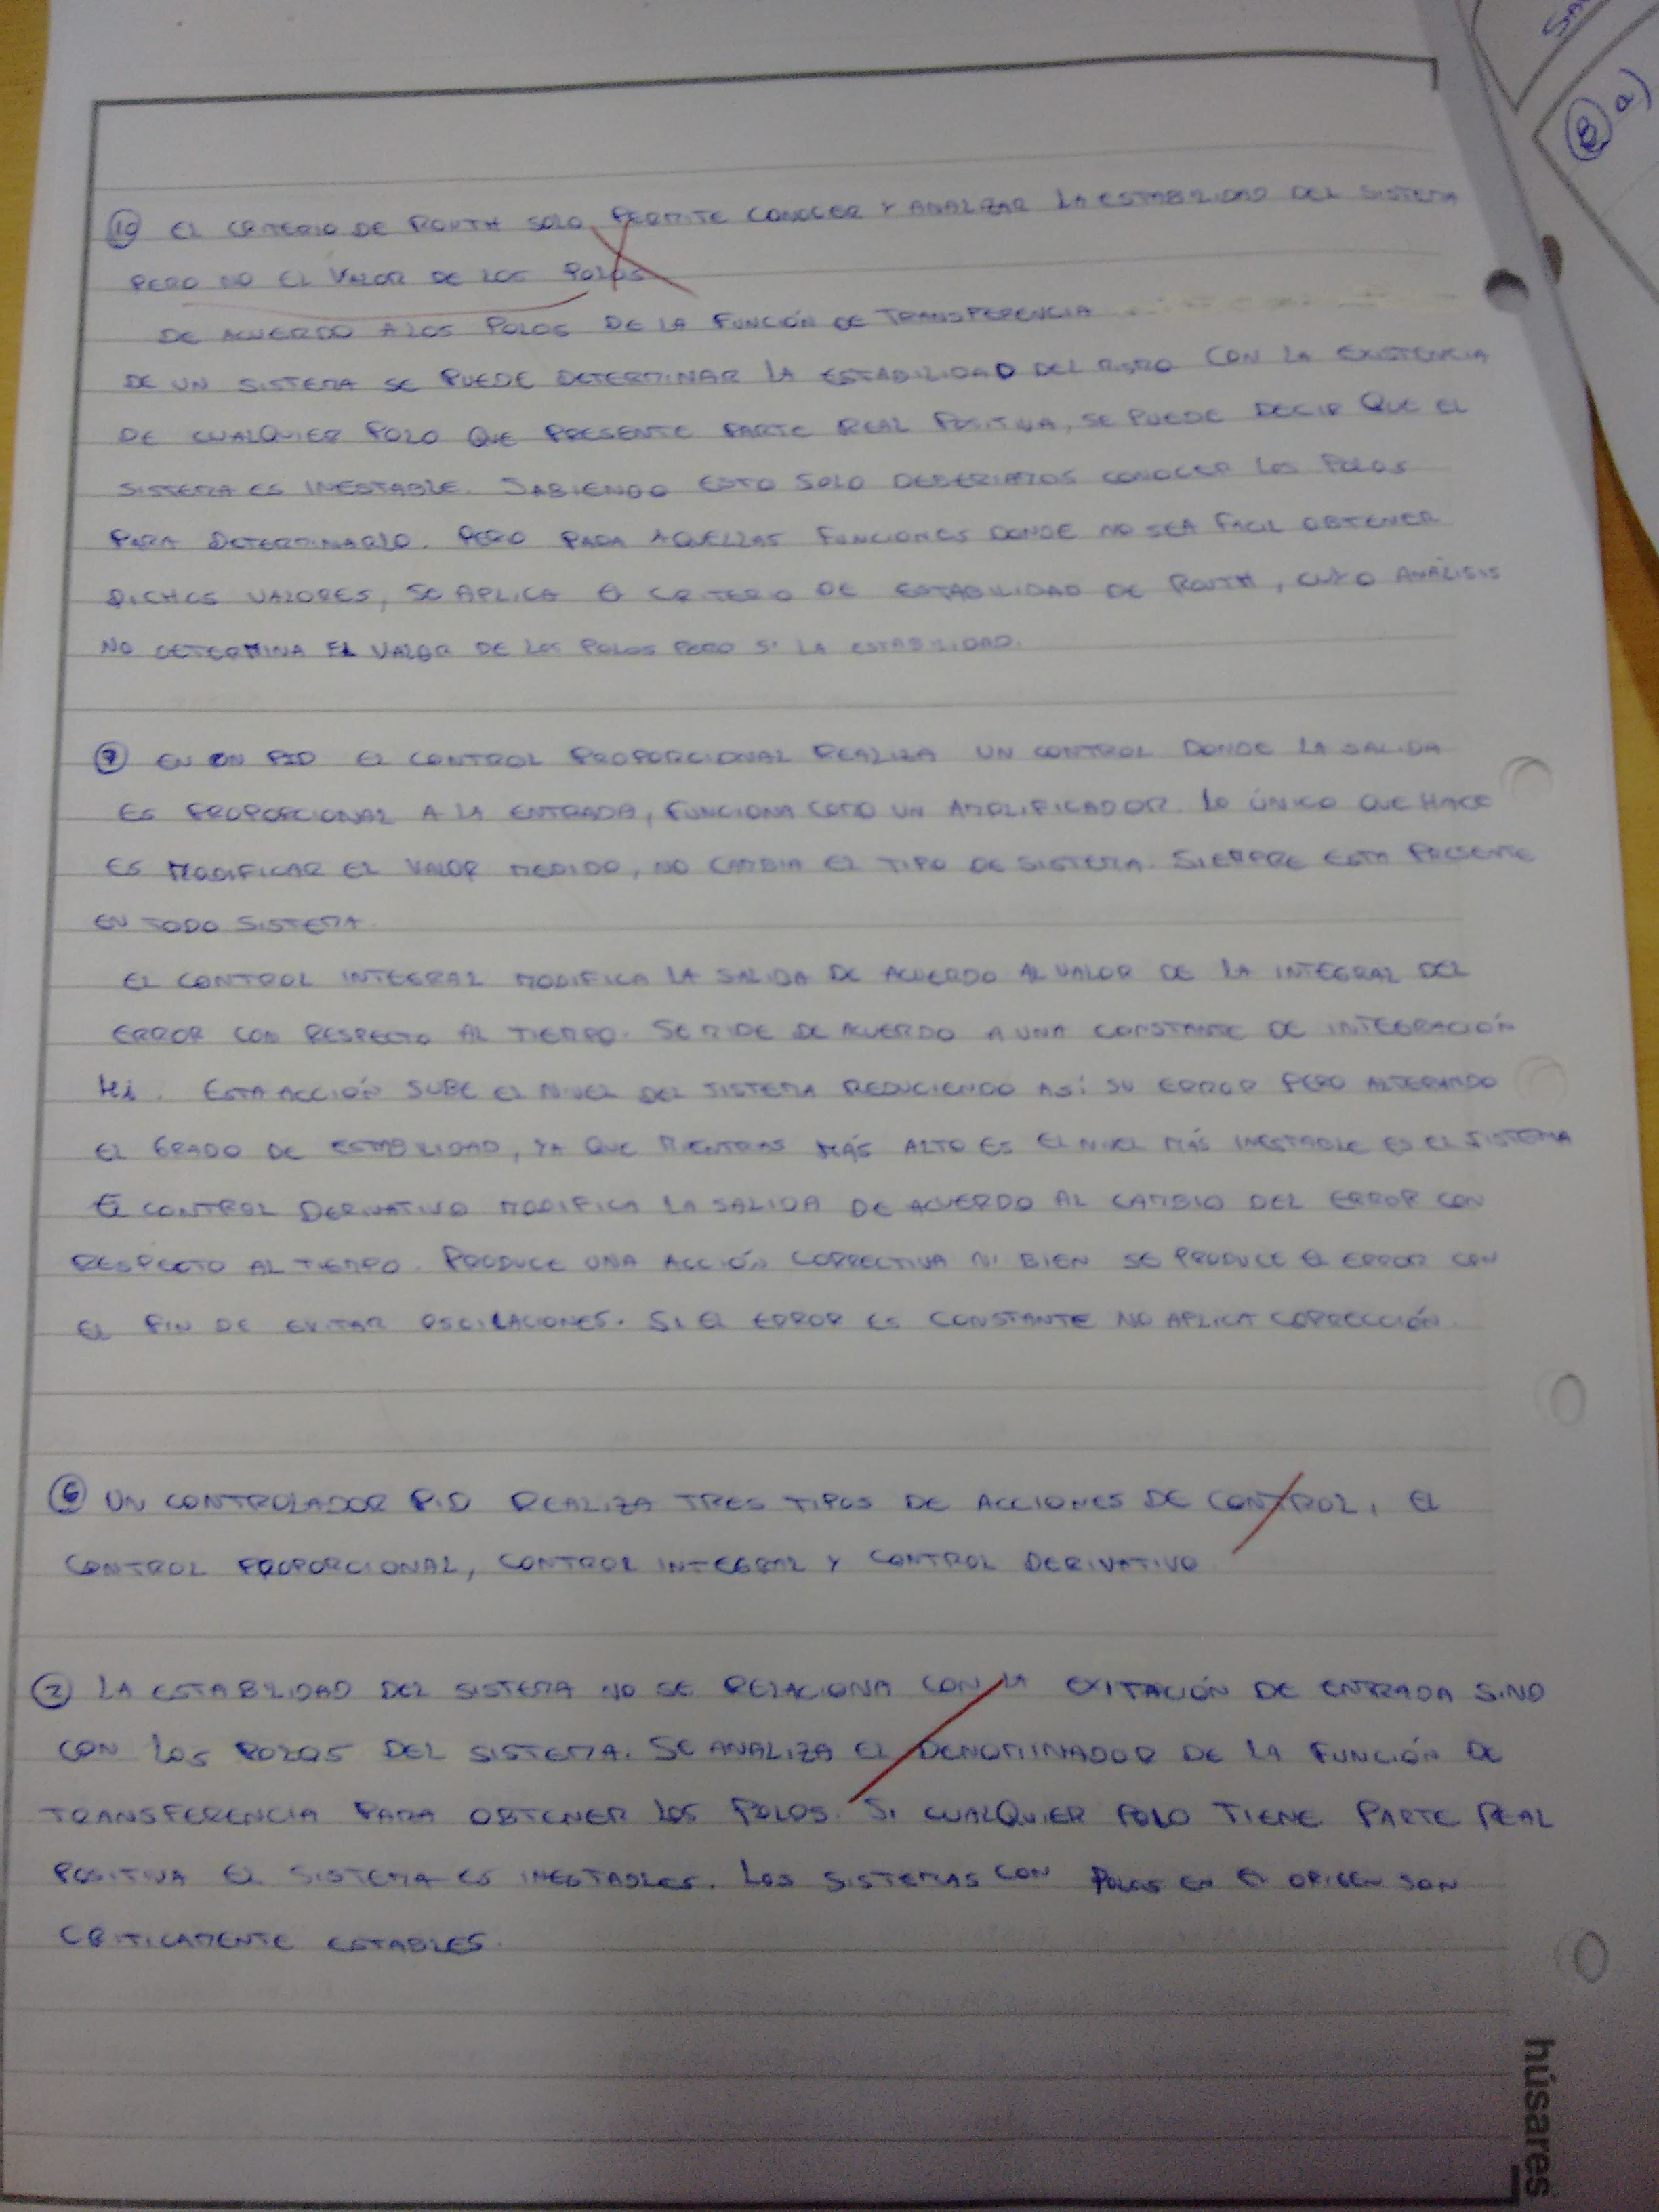 10 EL CRITERIO DE ROUTH SOLO PERMITE CONOCER Y ANALIZAR LA ESTABILIDAD DEL SISTEMA
PERO NO EL VALOR DE LOS POLOS
DE ACUERDO A LOS POLOS DE LA FUNCIÓN DE TRANSFERENCIA
DE UN SISTEMA SE PUEDE DETERMINAR LA ESTABILIDAD DEL CON LA EXISTENCIA
DE CUALQUIER POLO QUE PRESENTE PARTE REAL POSITIVA, SE PUEDE DECIR QUE EL
SISTEMA ES INESTABLE. SABIENDO ESTO SOLO DEBERIAMOS CONOCER LOS POLOS
PARA DETERMINARLO. PERO PARA AQUELLAS FUNCIONES DONDE NO SEA FACIL OBTENER
DICHOS VALORES, SE APLICA EL CRITERIO DE ESTABILIDAD DE ROUTH, CUYO ANÁLISIS
NO DETERMINA EL VALOR DE LOS POLOS PERO SI LA ESTABILIDAD.
7 EN UN PID EL CONTROL PROPORCIONAL REALIZA UN CONTROL DONDE LA SALIDA
ES PROPORCIONAL A LA ENTRADA, FUNCIONA COMO UN AMPLIFICADOR. LO ÚNICO QUE HACE
ES MODIFICAR EL VALOR MEDIDO, NO CAMBIA EL TIPO DE SISTEMA. SIEMPRE ESTA PRESENTE
EN TODO SISTEMA.
EL CONTROL INTEGRAL MODIFICA LA SALIDA DE ACUERDO AL VALOR DE LA INTEGRAL DEL
ERROR CON RESPECTO AL TIEMPO. SE MIDE DE ACUERDO A UNA CONSTANTE DE INTEGRACIÓN
Ki. ESTA ACCIÓN SUBE EL NIVEL DEL SISTEMA REDUCIENDO ASÍ SU ERROR PERO ALTERANDO
EL GRADO DE ESTABILIDAD, YA QUE MIENTRAS MÁS ALTO ES EL NIVEL MÁS INESTABLE ES EL SISTEMA
EL CONTROL DERIVATIVO MODIFICA LA SALIDA DE ACUERDO AL CAMBIO DEL ERROR CON
RESPECTO AL TIEMPO. PRODUCE UNA ACCIÓN CORRECTIVA NI BIEN SE PRODUCE EL ERROR CON
EL FIN DE EVITAR OSCILACIONES. SI EL ERROR ES CONSTANTE NO APLICA CORRECCIÓN.
6 UN CONTROLADOR PID REALIZA TRES TIPOS DE ACCIONES DE CONTROL, EL
CONTROL PROPORCIONAL, CONTROL INTEGRAL Y CONTROL DERIVATIVO
2 LA ESTABILIDAD DEL SISTEMA NO SE RELACIONA CON LA EXITACIÓN DE ENTRADA SINO
CON LOS POLOS DEL SISTEMA. SE ANALIZA EL DENOMINADOR DE LA FUNCIÓN DE
TRANSFERENCIA PARA OBTENER LOS POLOS. SI CUALQUIER POLO TIENE PARTE REAL
POSITIVA EL SISTEMA ES INESTABLES. LOS SISTEMAS CON POLOS EN EL ORIGEN SON
CRITICAMENTE ESTABLES.
húsares
8 a)